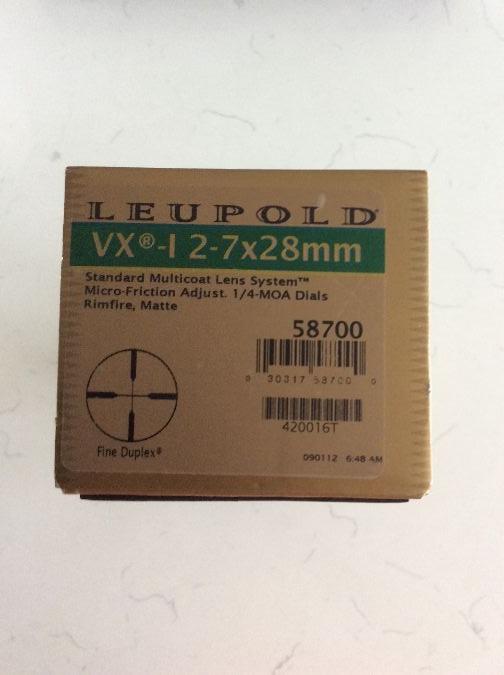 LEUPOLD
VX®-I 2-7x28mm
Standard Multicoat Lens System™
Micro-Friction Adjust. 1/4-MOA Dials
Rimfire, Matte
58700
0 30317 58700 0
420016T
Fine Duplex®
090112 6:48 AM